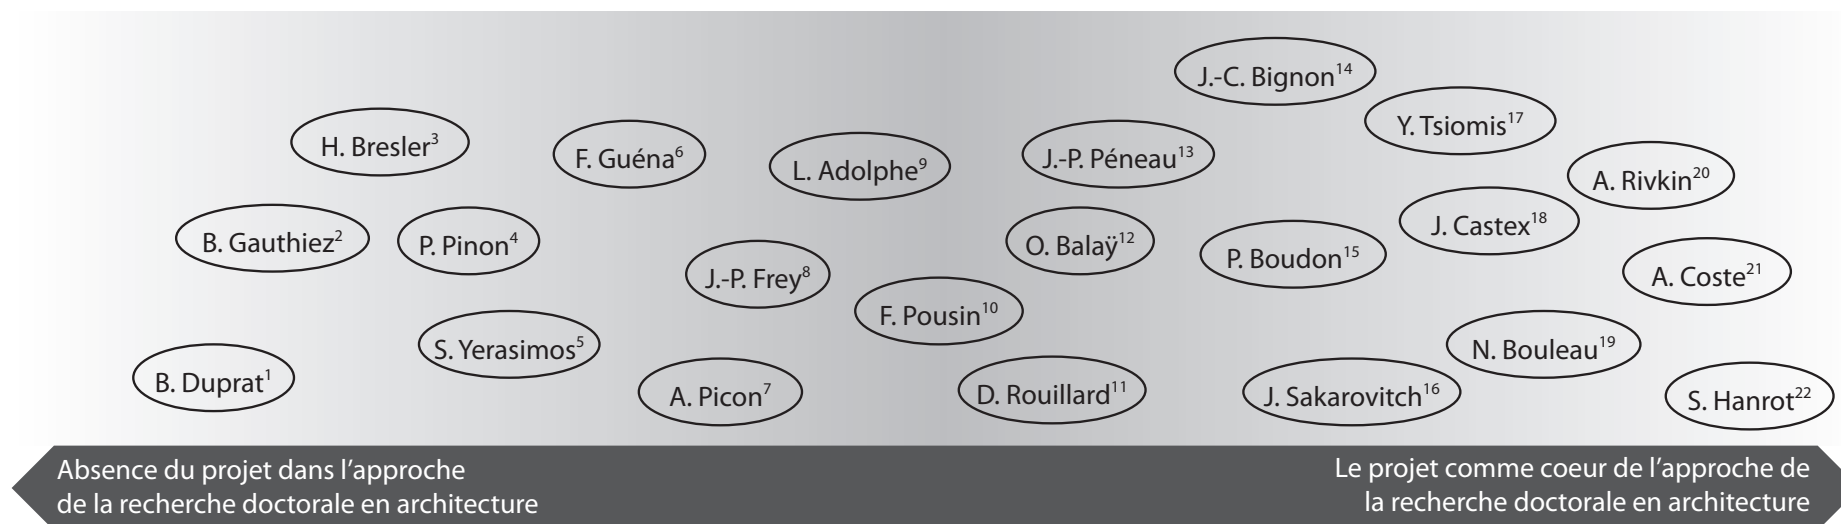 J.-C. Bignon14
Y. Tsiomis17
H. Bresler3
F. Guéna6
L. Adolphe9
J.-P. Péneau13
A. Rivkin20
B. Gauthiez2
P. Pinon4
J.-P. Frey8
O. Balaÿ12
P. Boudon15
J. Castex18
A. Coste21
F. Pousin10
S. Yerasimos5
N. Bouleau19
B. Duprat1
A. Picon7
D. Rouillard11
J. Sakarovitch16
S. Hanrot22
Absence du projet dans l’approche
de la recherche doctorale en architecture
Le projet comme coeur de l’approche de
la recherche doctorale en architecture